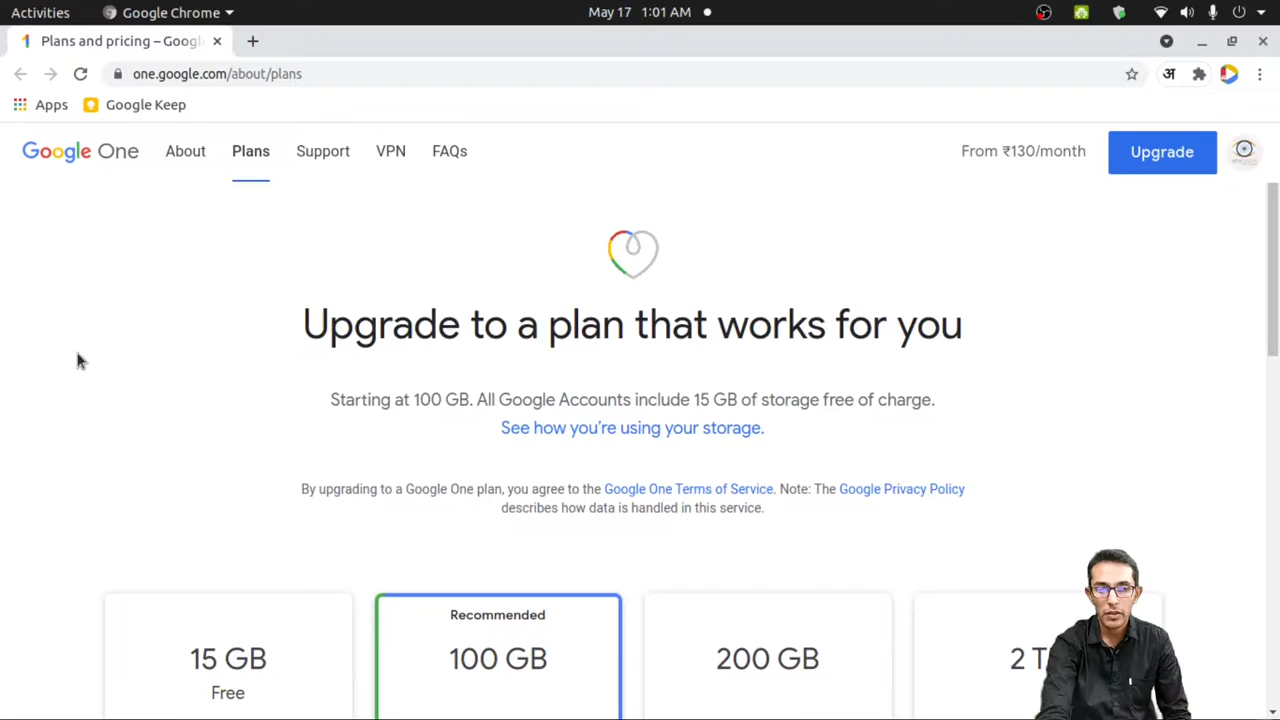 Activities
Google Chrome
May 17 1:01 AM
Plans and pricing – Googl
one.google.com/about/plans
अ
Apps
Google Keep
Google One
About
Plans
Support
VPN
FAQs
From ₹130/month
Upgrade
Upgrade to a plan that works for you
Starting at 100 GB. All Google Accounts include 15 GB of storage free of charge.
See how you're using your storage.
By upgrading to a Google One plan, you agree to the Google One Terms of Service. Note: The Google Privacy Policy
describes how data is handled in this service.
15 GB
Free
Recommended
100 GB
200 GB
2 T